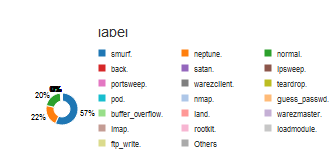 label
smurf. neptune. normal.
back. satan. ipsweep.
portsweep. warezclient. teardrop.
pod. nmap. guess_passwd.
buffer_overflow. land. warezmaster.
imap. rootkit. loadmodule.
ftp_write. Others
20%
22%
57%